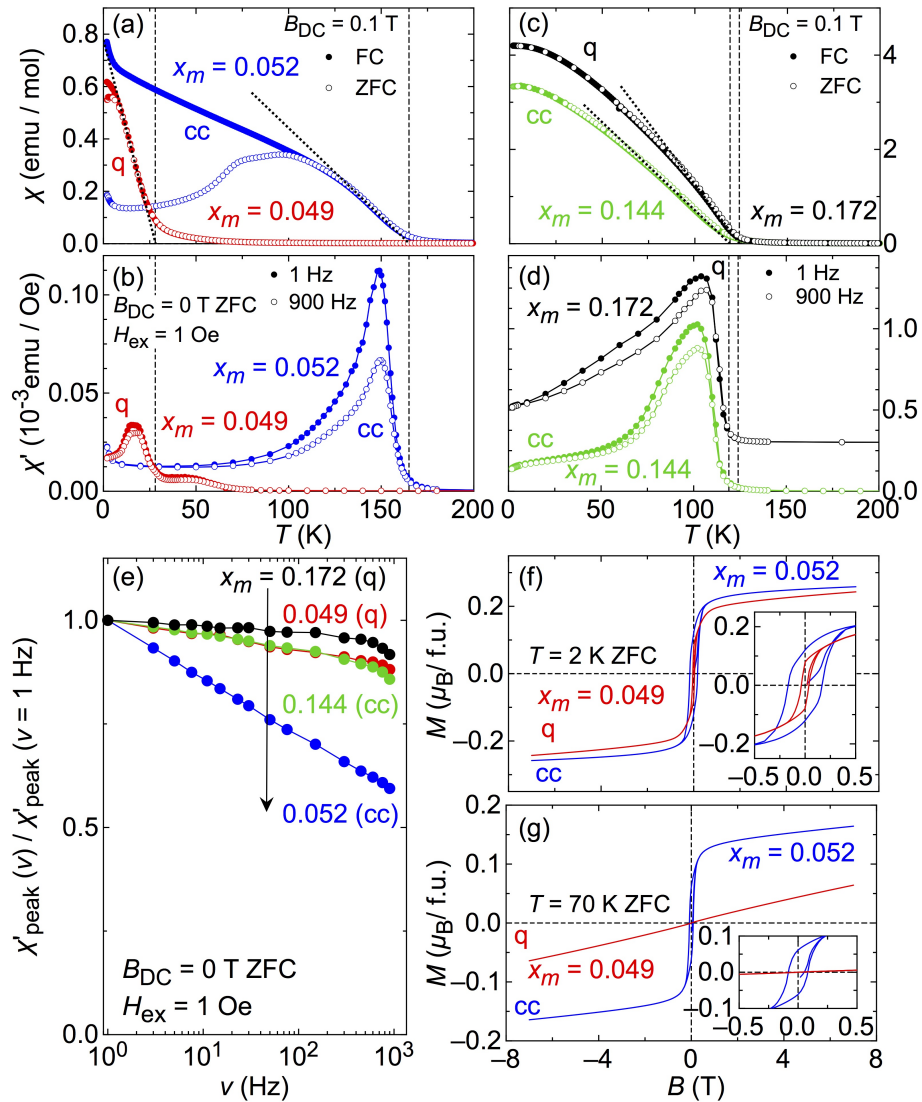 (a)
B_DC = 0.1 T
FC
ZFC
x_m = 0.052
cc
q
x_m = 0.049
χ (emu / mol)
0.8
0.6
0.4
0.2
0.0
(c)
B_DC = 0.1 T
q
FC
ZFC
cc
x_m = 0.144
x_m = 0.172
4
2
0
(b)
1 Hz
900 Hz
B_DC = 0 T ZFC
H_ex = 1 Oe
x_m = 0.052
q
x_m = 0.049
cc
χ' (10⁻³emu / Oe)
0.10
0.05
0.00
0 50 100 150 200
T (K)
(d)
q
1 Hz
900 Hz
x_m = 0.172
cc
x_m = 0.144
1.0
0.5
0.0
0 50 100 150 200
T (K)
(e)
x_m = 0.172 (q)
0.049 (q)
0.144 (cc)
0.052 (cc)
B_DC = 0 T ZFC
H_ex = 1 Oe
χ'_peak (ν) / χ'_peak (ν = 1 Hz)
1.0
0.5
0.0
10⁰ 10¹ 10² 10³
ν (Hz)
(f)
x_m = 0.052
T = 2 K ZFC
x_m = 0.049
q
cc
M (μ_B/ f.u.)
0.2
0.0
−0.2
0.2
0.0
−0.2
−0.5 0.0 0.5
(g)
x_m = 0.052
T = 70 K ZFC
q
x_m = 0.049
cc
M (μ_B/ f.u.)
0.2
0.1
0.0
−0.1
−0.2
0.1
0.0
−0.1
−0.5 0.0 0.5
−8 −4 0 4 8
B (T)